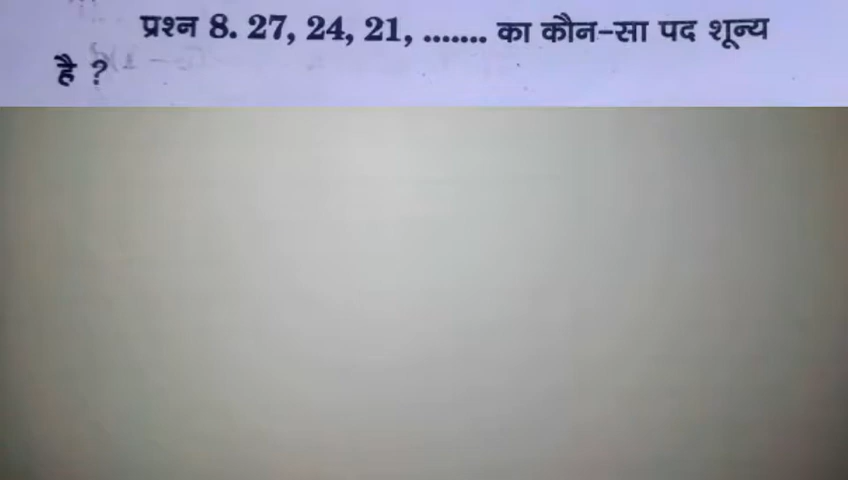 प्रश्न 8. 27, 24, 21, ....... का कौन-सा पद शून्य
है ?